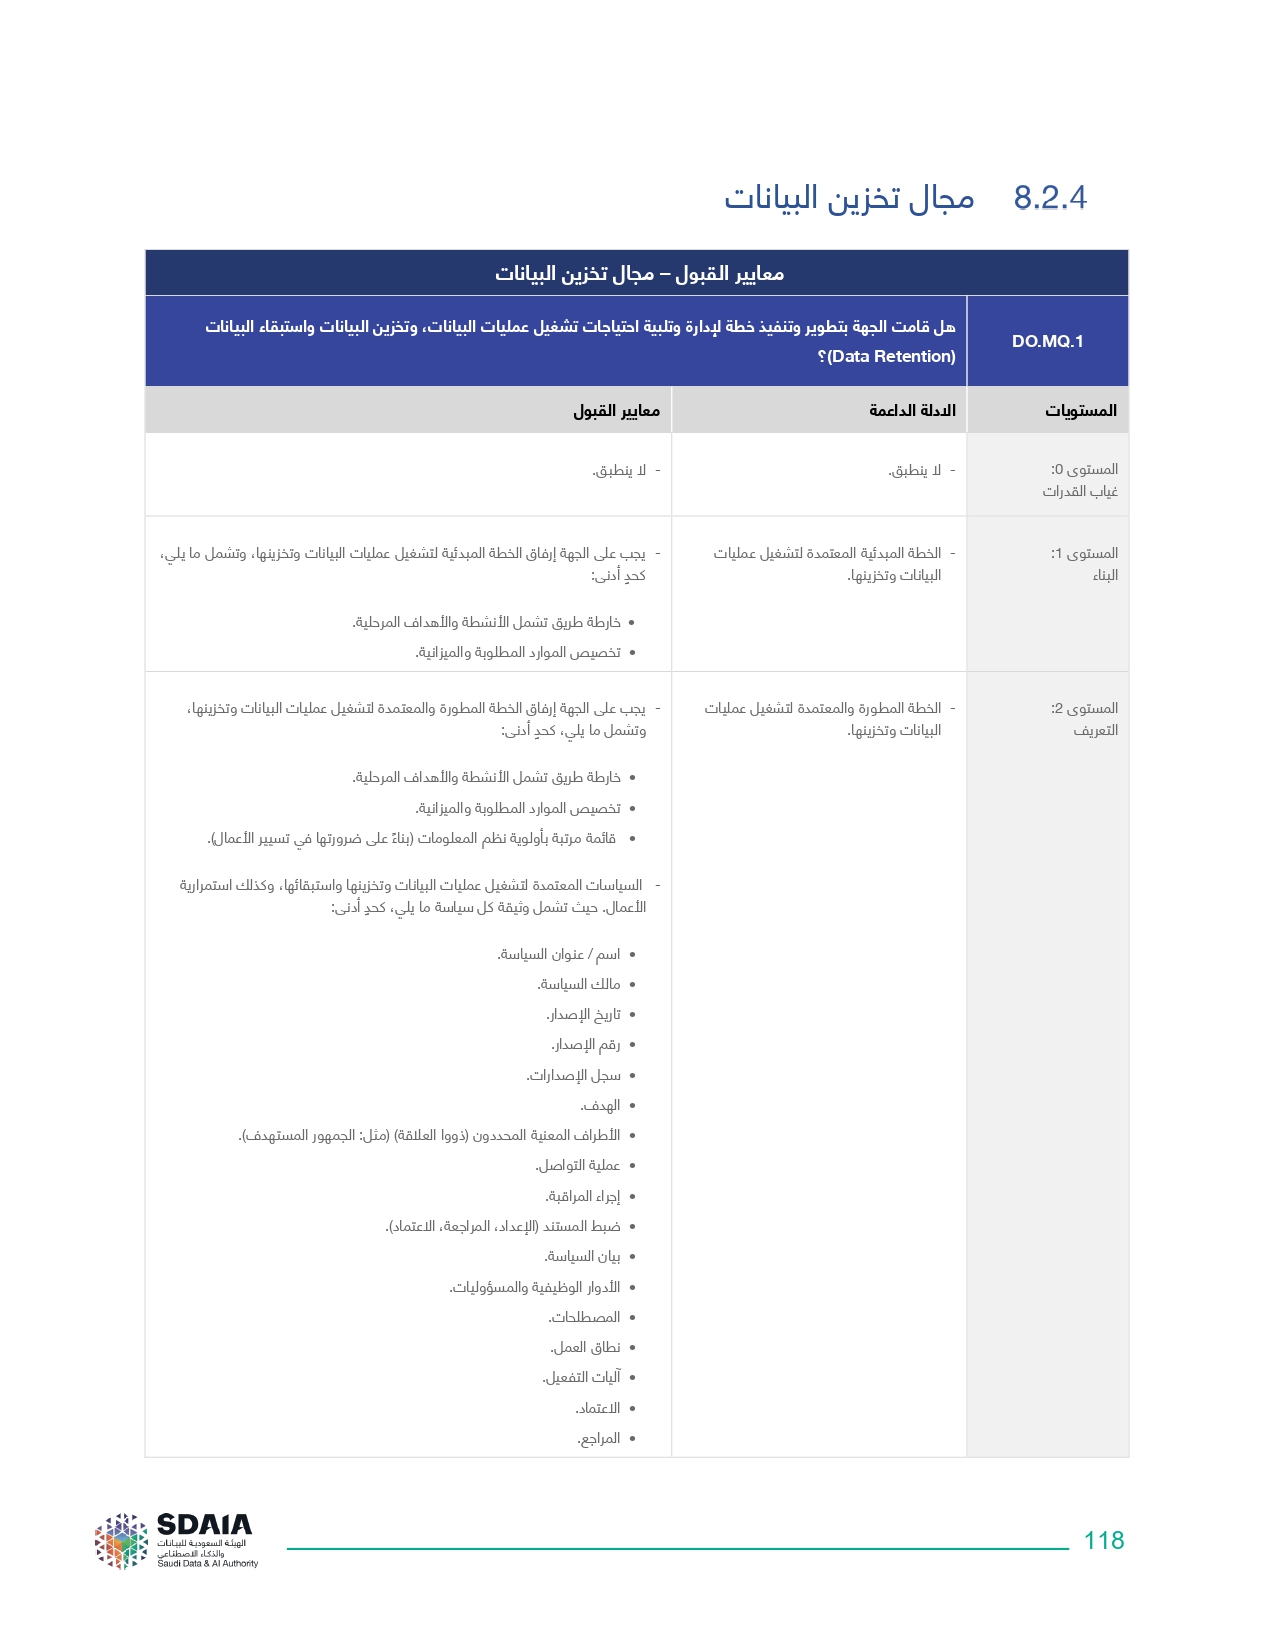 8.2.4 مجال تخزين البيانات
معايير القبول – مجال تخزين البيانات
DO.MQ.1
هل قامت الجهة بتطوير وتنفيذ خطة لإدارة وتلبية احتياجات تشغيل عمليات البيانات، وتخزين البيانات واستبقاء البيانات
(Data Retention)؟
المستويات
الادلة الداعمة
معايير القبول
المستوى 0:
غياب القدرات
- لا ينطبق.
- لا ينطبق.
المستوى 1:
البناء
- الخطة المبدئية المعتمدة لتشغيل عمليات
البيانات وتخزينها.
- يجب على الجهة إرفاق الخطة المبدئية لتشغيل عمليات البيانات وتخزينها، وتشمل ما يلي،
كحدٍ أدنى:
• خارطة طريق تشمل الأنشطة والأهداف المرحلية.
• تخصيص الموارد المطلوبة والميزانية.
المستوى 2:
التعريف
- الخطة المطورة والمعتمدة لتشغيل عمليات
البيانات وتخزينها.
- يجب على الجهة إرفاق الخطة المطورة والمعتمدة لتشغيل عمليات البيانات وتخزينها،
وتشمل ما يلي، كحدٍ أدنى:
• خارطة طريق تشمل الأنشطة والأهداف المرحلية.
• تخصيص الموارد المطلوبة والميزانية.
• قائمة مرتبة بأولوية نظم المعلومات (بناءً على ضرورتها في تسيير الأعمال).
- السياسات المعتمدة لتشغيل عمليات البيانات وتخزينها واستبقائها، وكذلك استمرارية
الأعمال. حيث تشمل وثيقة كل سياسة ما يلي، كحدٍ أدنى:
• اسم / عنوان السياسة.
• مالك السياسة.
• تاريخ الإصدار.
• رقم الإصدار.
• سجل الإصدارات.
• الهدف.
• الأطراف المعنية المحددون (ذووا العلاقة) (مثل: الجمهور المستهدف).
• عملية التواصل.
• إجراء المراقبة.
• ضبط المستند (الإعداد، المراجعة، الاعتماد).
• بيان السياسة.
• الأدوار الوظيفية والمسؤوليات.
• المصطلحات.
• نطاق العمل.
• آليات التفعيل.
• الاعتماد.
• المراجع.
SDAIA
الهيئة السعودية للبيانات
والذكاء الاصطناعي
Saudi Data & AI Authority
118